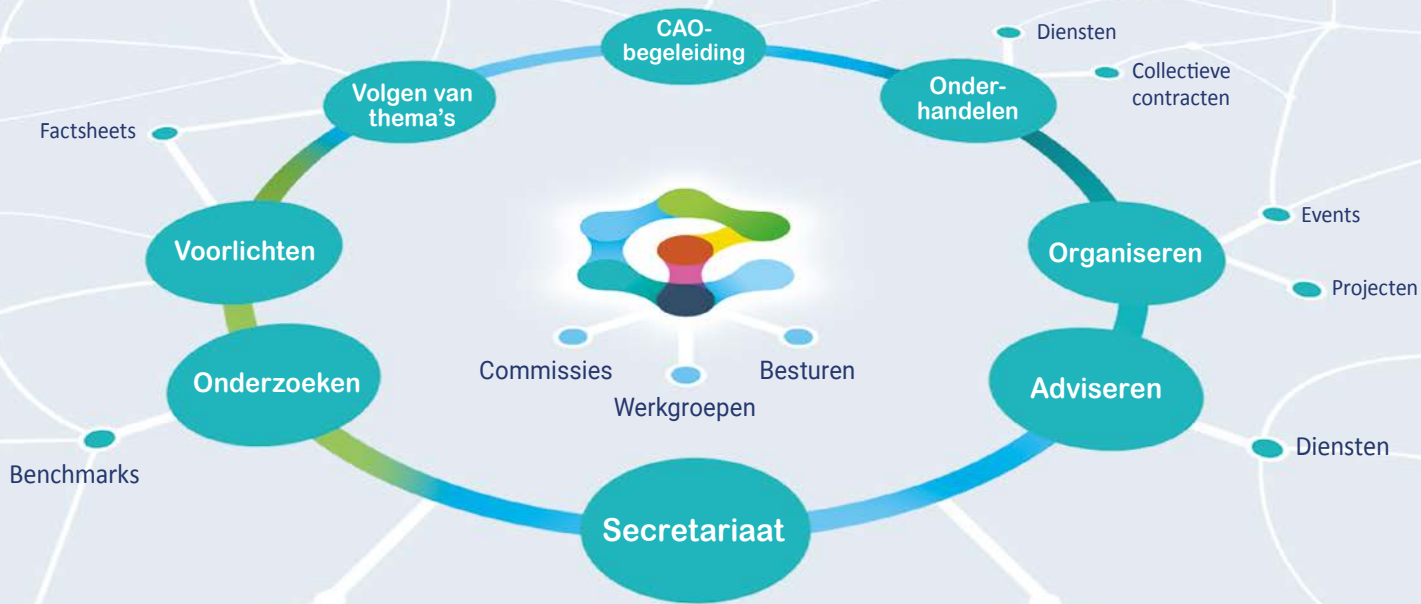 CAO-
begeleiding
Diensten
Collectieve
contracten
Onder-
handelen
Volgen van
thema's
Factsheets
Voorlichten
Organiseren
Events
Projecten
Commissies
Werkgroepen
Besturen
Onderzoeken
Adviseren
Benchmarks
Diensten
Secretariaat